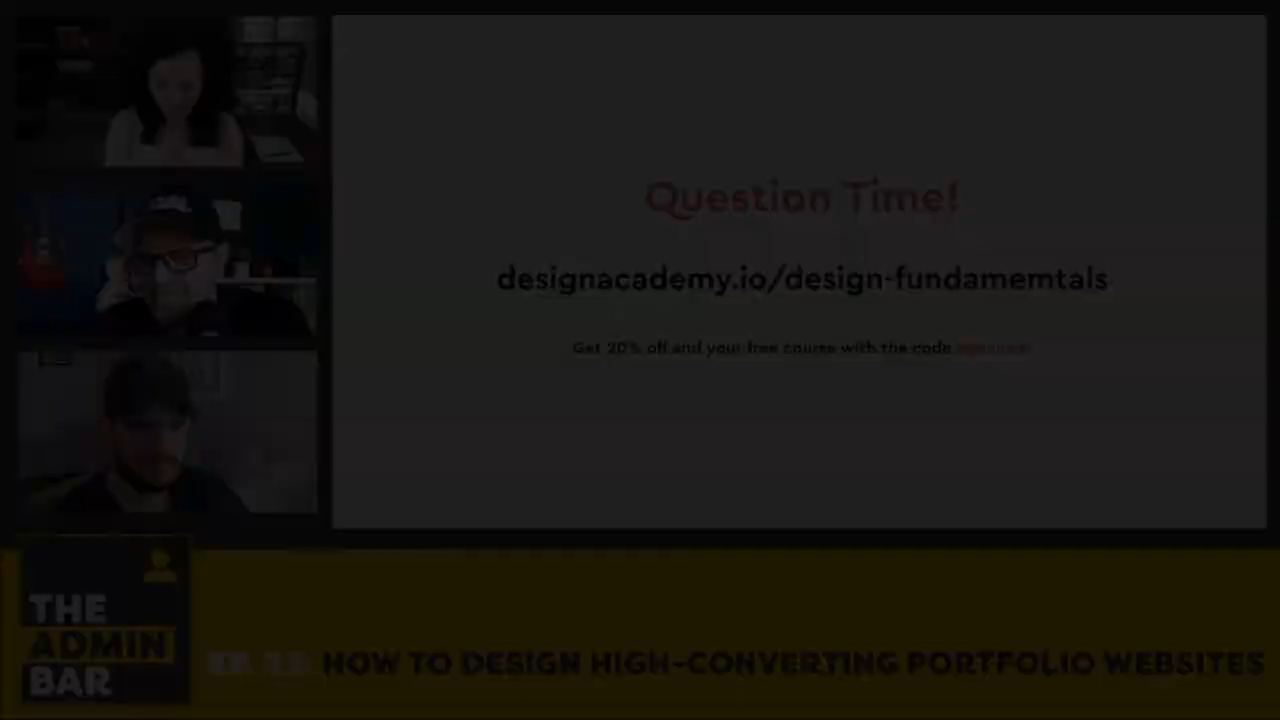 Question Time!
designacademy.io/design-fundamemtals
Get 20% off and your free course with the code
THE
ADMIN
BAR
HOW TO DESIGN HIGH-CONVERTING PORTFOLIO WEBSITES